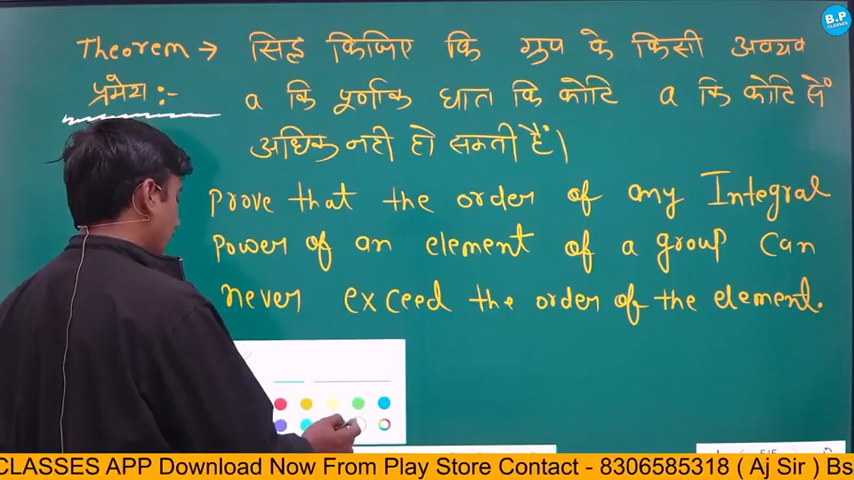 B.P
CLASSES
Theorem → सिद्ध किजिए कि ग्रुप के किसी अवयव
प्रमेय :- a कि पूर्णांक घात कि कोटि a कि कोटि सें
अधिक नही हो सकती हैं।
Prove that the order of any Integral
Power of an element of a group Can
never exceed the order of the element.
CLASSES APP Download Now From Play Store Contact - 8306585318 ( Aj Sir ) Bs